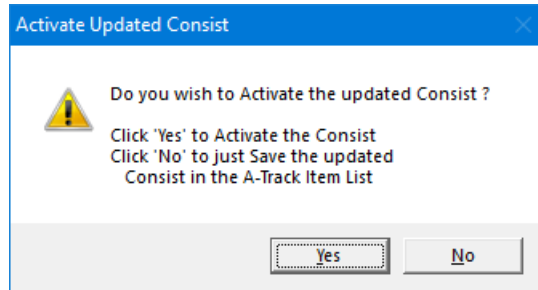 Activate Updated Consist
Do you wish to Activate the updated Consist ?
Click 'Yes' to Activate the Consist
Click 'No' to just Save the updated
Consist in the A-Track Item List
Yes
No